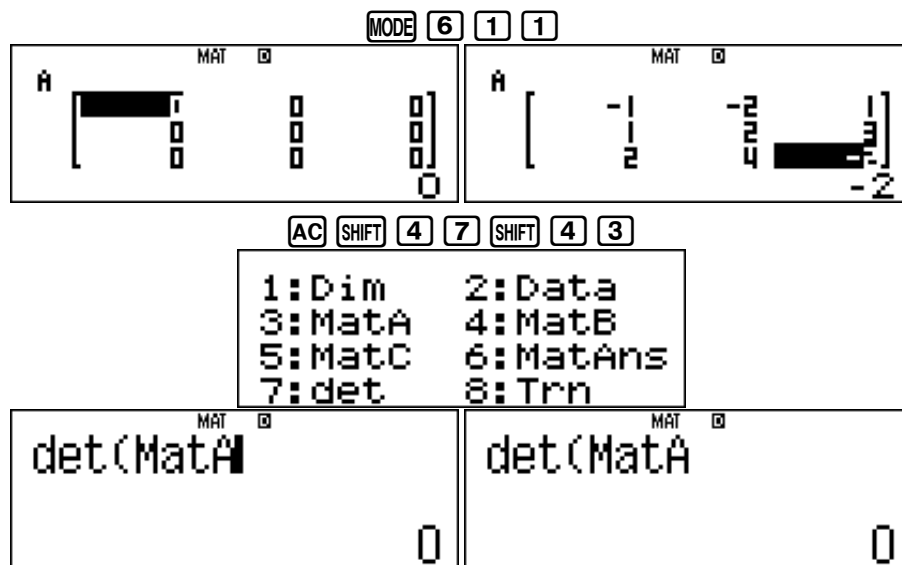 MODE 6 1 1
MAT D
A
1 0 0
0 0 0
0 0 0
0
MAT D
A
-1 -2 1
1 2 3
2 4
-2
AC SHIFT 4 7 SHIFT 4 3
1:Dim 2:Data
3:MatA 4:MatB
5:MatC 6:MatAns
7:det 8:Trn
MAT D
det(MatA
0
MAT D
det(MatA
0